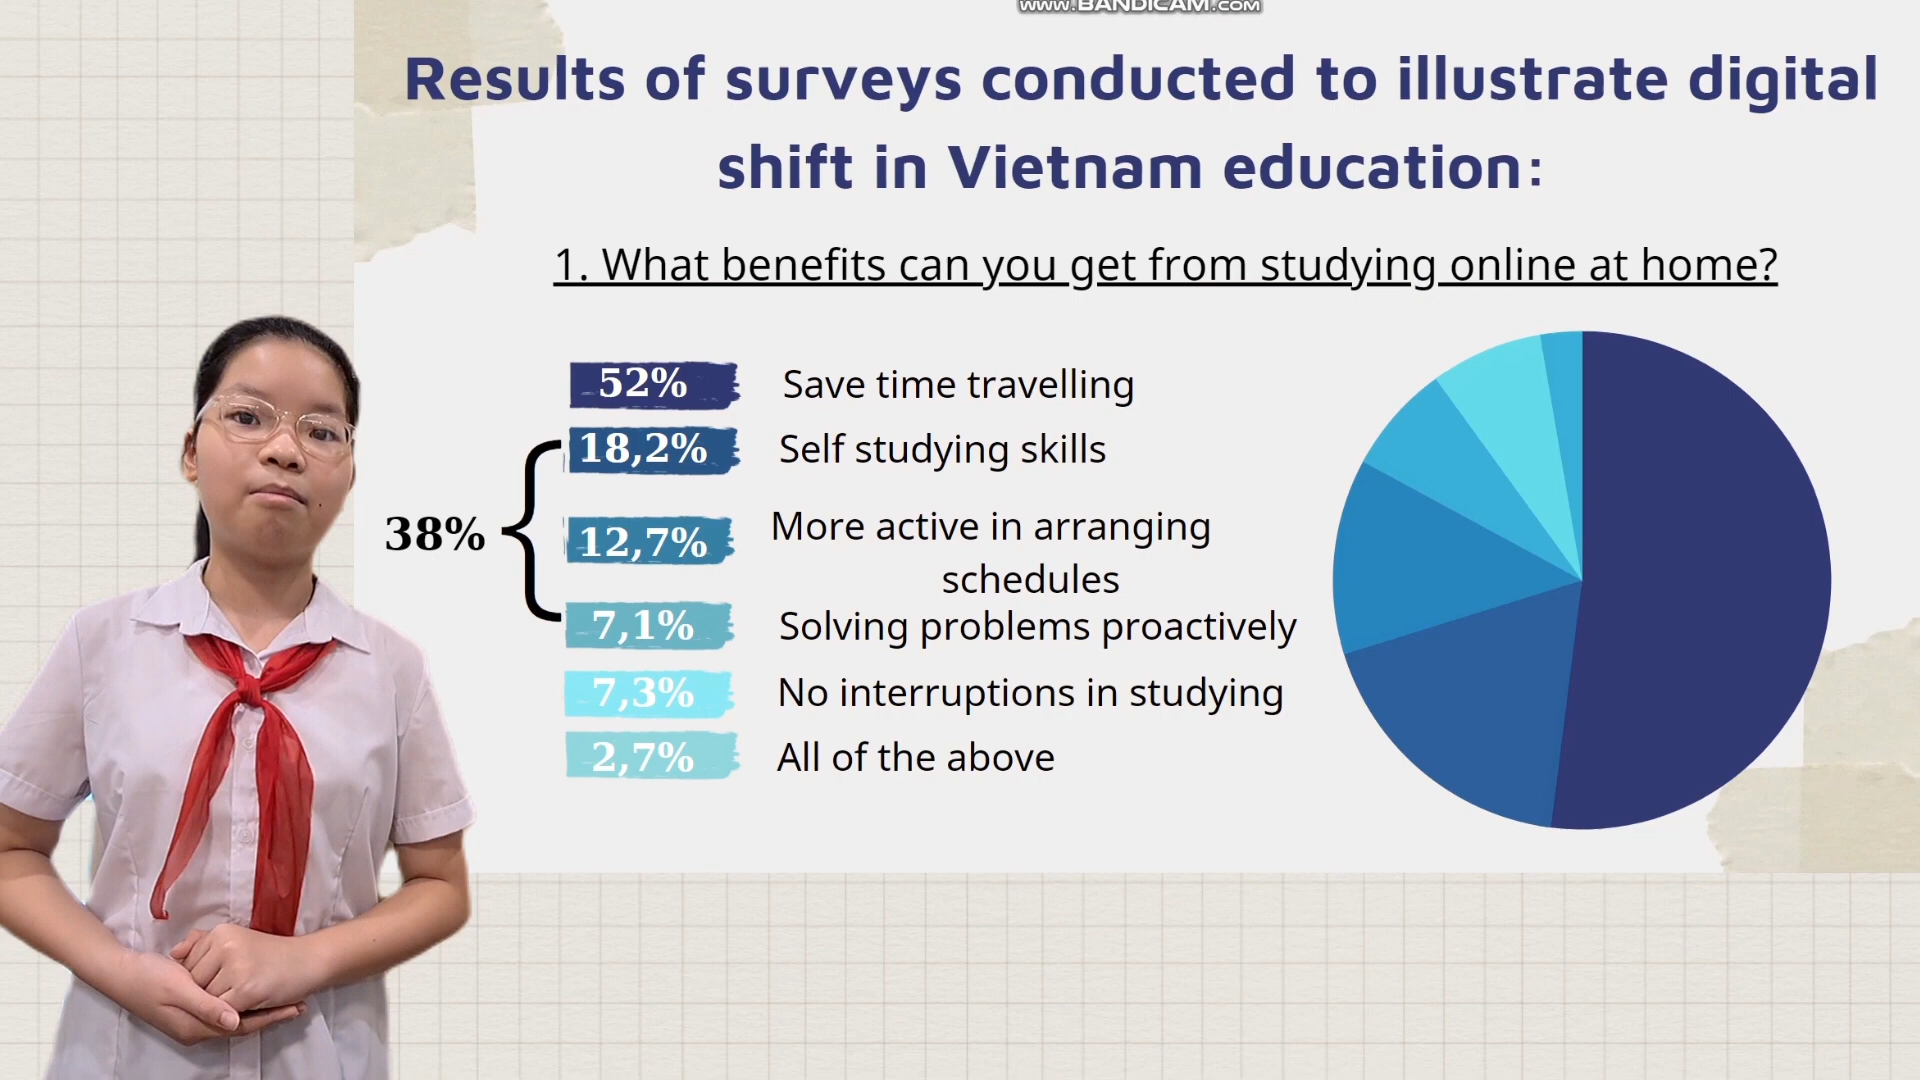 www.BANDICAM.COM
Results of surveys conducted to illustrate digital
shift in Vietnam education:
1. What benefits can you get from studying online at home?
52% Save time travelling
18,2% Self studying skills
38%
12,7% More active in arranging
schedules
7,1% Solving problems proactively
7,3% No interruptions in studying
2,7% All of the above